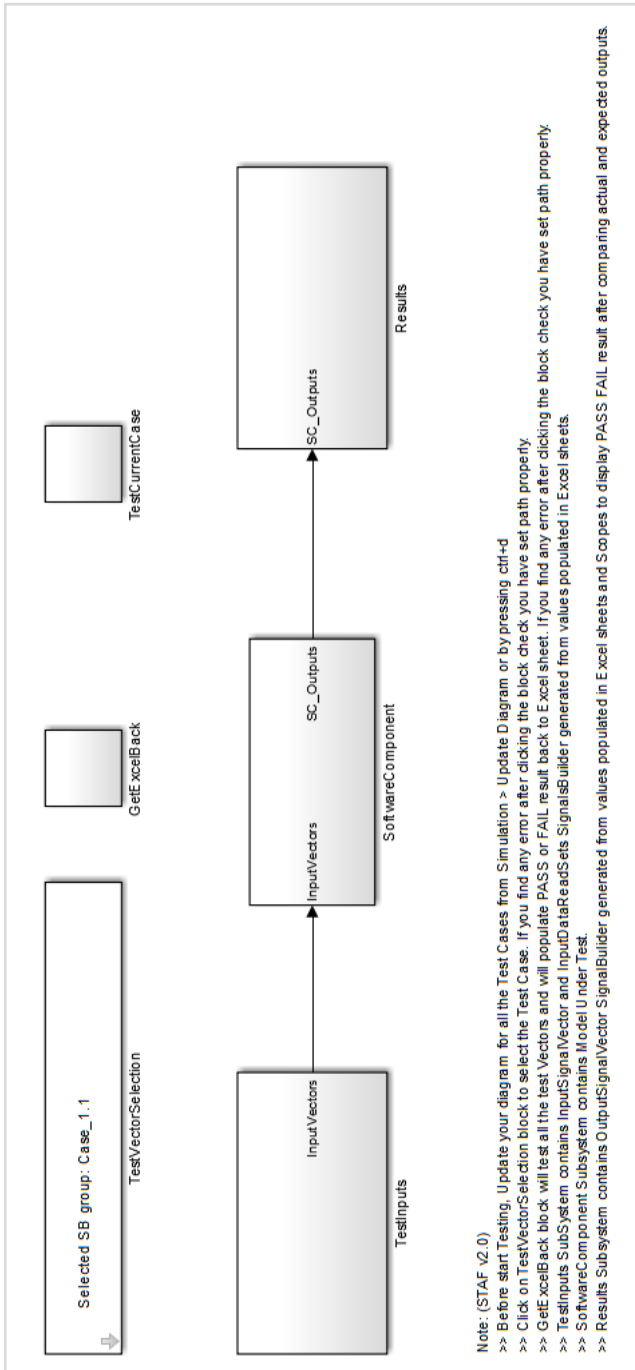 Selected SB group: Case_1.1
TestVectorSelection
GetExcelBack
TestCurrentCase
InputVectors
TestInputs
InputVectors
SC_Outputs
SoftwareComponent
SC_Outputs
Results
Note: (STAF v2.0)
>> Before start Testing, Update your diagram for all the Test Cases from Simulation > Update Diagram or by pressing ctrl+d
>> Click on TestVectorSelection block to select the Test Case. If you find any error after clicking the block check you have set path properly.
>> GetExcelBack block will test all the test Vectors and will populate PASS or FAIL result back to Excel sheet. If you find any error after clicking the block check you have set path properly.
>> TestInputs SubSystem contains InputSignalVector and InputDataReadSets SignalsBuilder generated from values populated in Excel sheets.
>> SoftwareComponent Subsystem contains Model Under Test.
>> Results Subsystem contains OutputSignalVector SignalBulider generated from values populated in Excel sheets and Scopes to display PASS FAIL result after comparing actual and expected outputs.